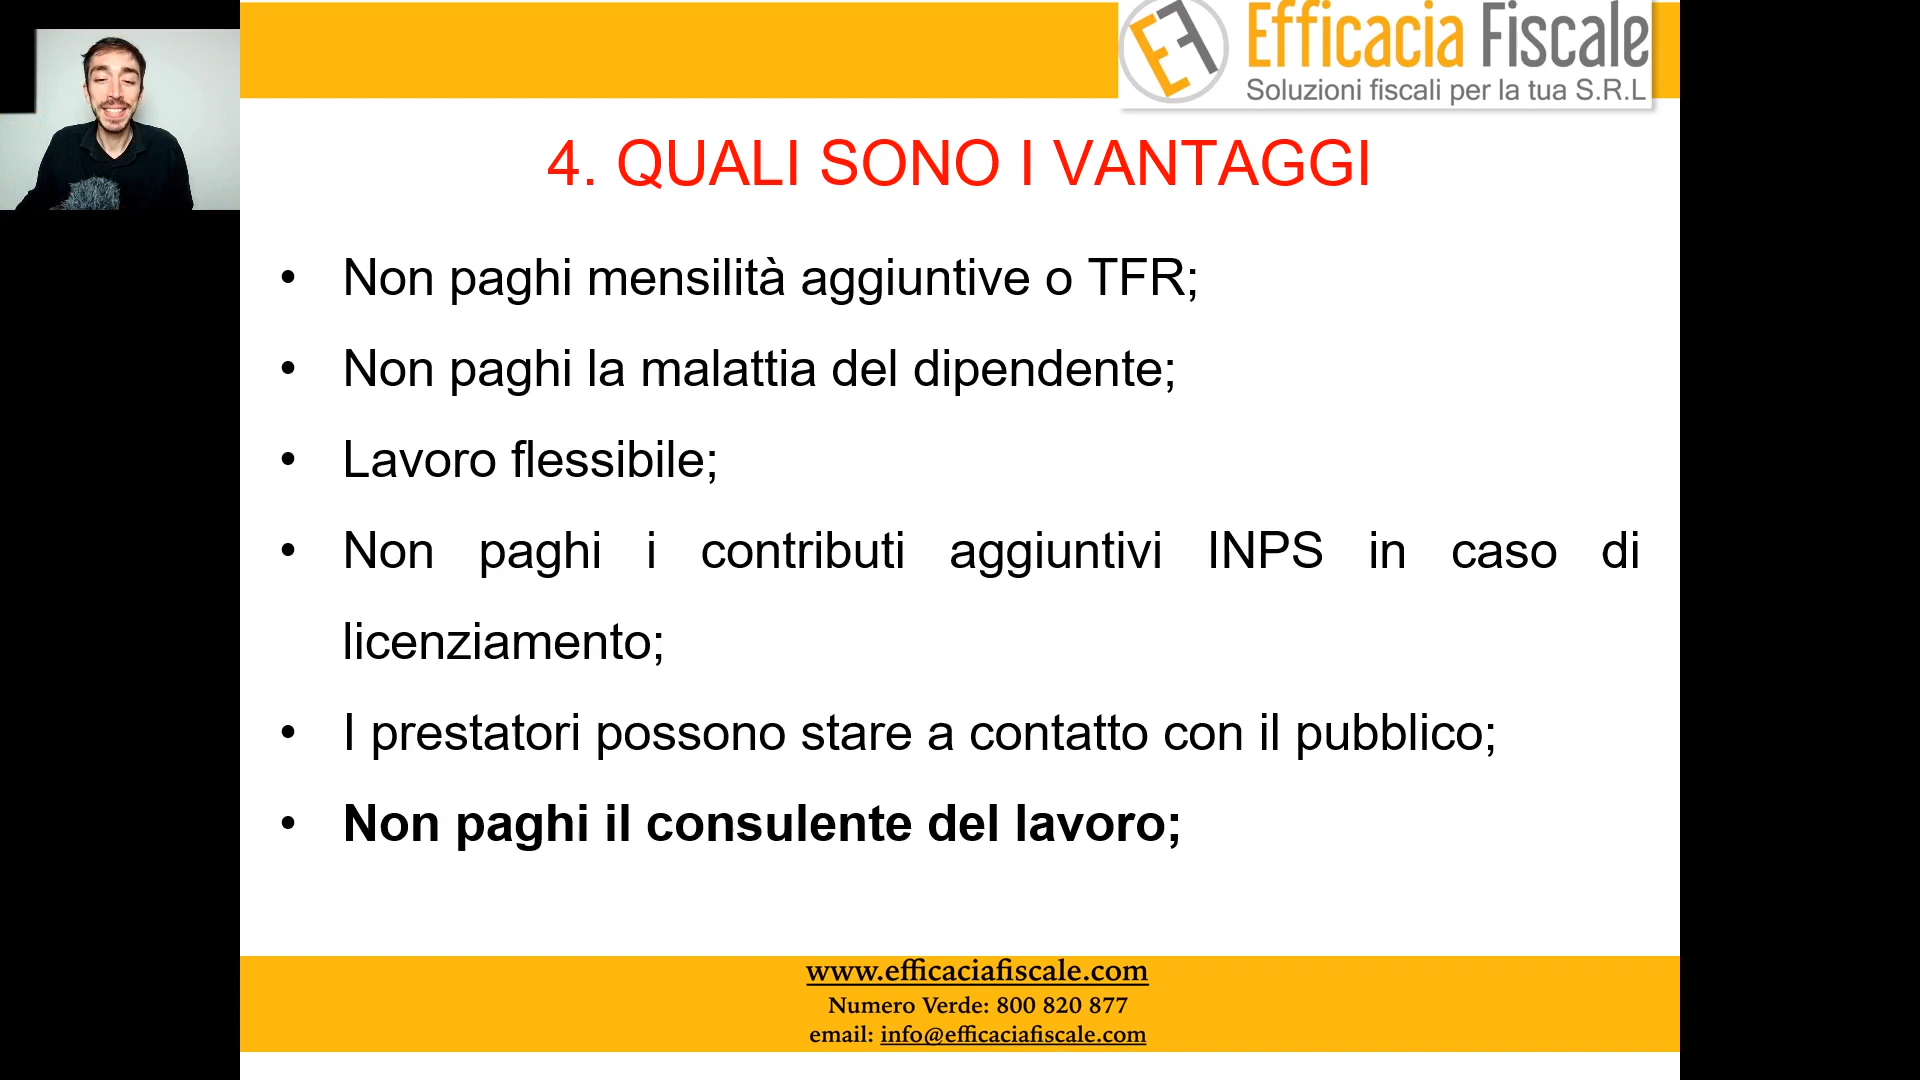 Efficacia Fiscale
Soluzioni fiscali per la tua S.R.L
4. QUALI SONO I VANTAGGI
• Non paghi mensilità aggiuntive o TFR;
• Non paghi la malattia del dipendente;
• Lavoro flessibile;
• Non paghi i contributi aggiuntivi INPS in caso di
licenziamento;
• I prestatori possono stare a contatto con il pubblico;
• Non paghi il consulente del lavoro;
www.efficaciafiscale.com
Numero Verde: 800 820 877
email: info@efficaciafiscale.com